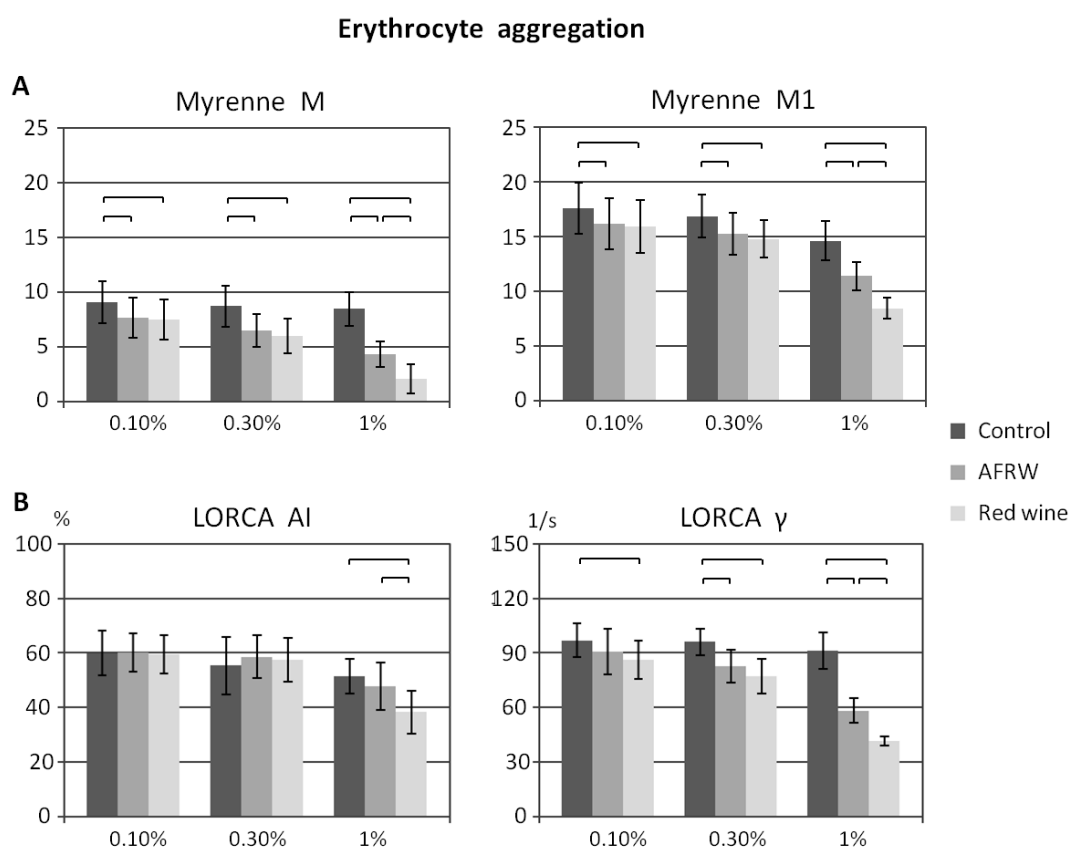 Erythrocyte aggregation
A
Myrenne M
25
20
15
10
5
0
0.10% 0.30% 1%
Myrenne M1
25
20
15
10
5
0
0.10% 0.30% 1%
Control
AFRW
Red wine
B
%
LORCA AI
100
80
60
40
20
0
0.10% 0.30% 1%
1/s
LORCA γ
150
120
90
60
30
0
0.10% 0.30% 1%